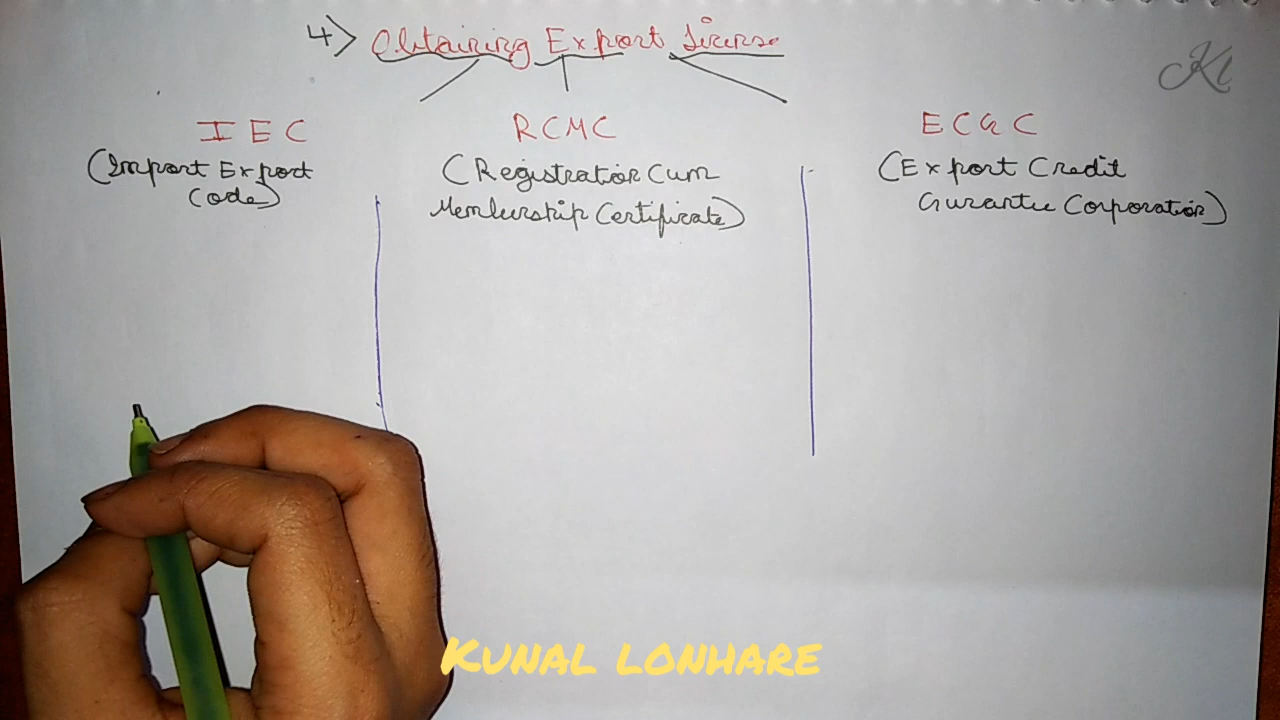 4) Obtaining Export License
Kl
IEC
(Import Export
Code)
RCMC
(Registration Cum
Membership Certificate)
ECGC
(Export Credit
Gurantee Corporation)
KUNAL LONHARE